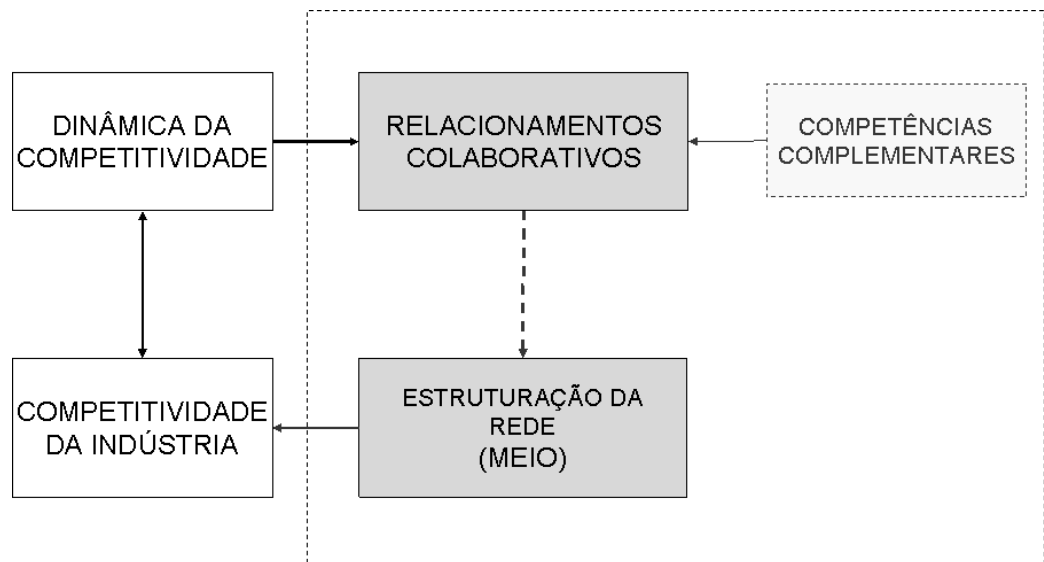 DINÂMICA DA
COMPETITIVIDADE
RELACIONAMENTOS
COLABORATIVOS
COMPETÊNCIAS
COMPLEMENTARES
COMPETITIVIDADE
DA INDÚSTRIA
ESTRUTURAÇÃO DA
REDE
(MEIO)